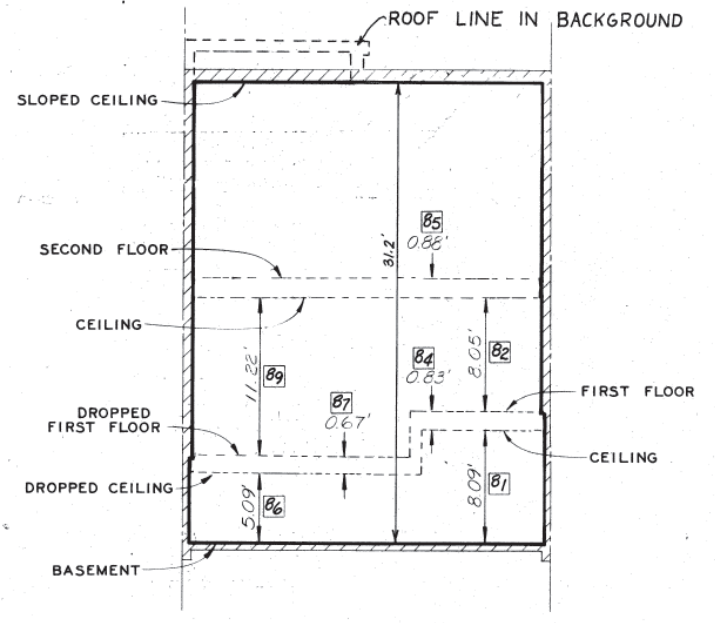 ROOF LINE IN BACKGROUND
SLOPED CEILING
85
0.88'
SECOND FLOOR
31.2'
CEILING
11.22'
89
84
0.83'
8.05'
82
87
0.67'
FIRST FLOOR
DROPPED
FIRST FLOOR
CEILING
DROPPED CEILING
5.09'
86
8.09'
81
BASEMENT